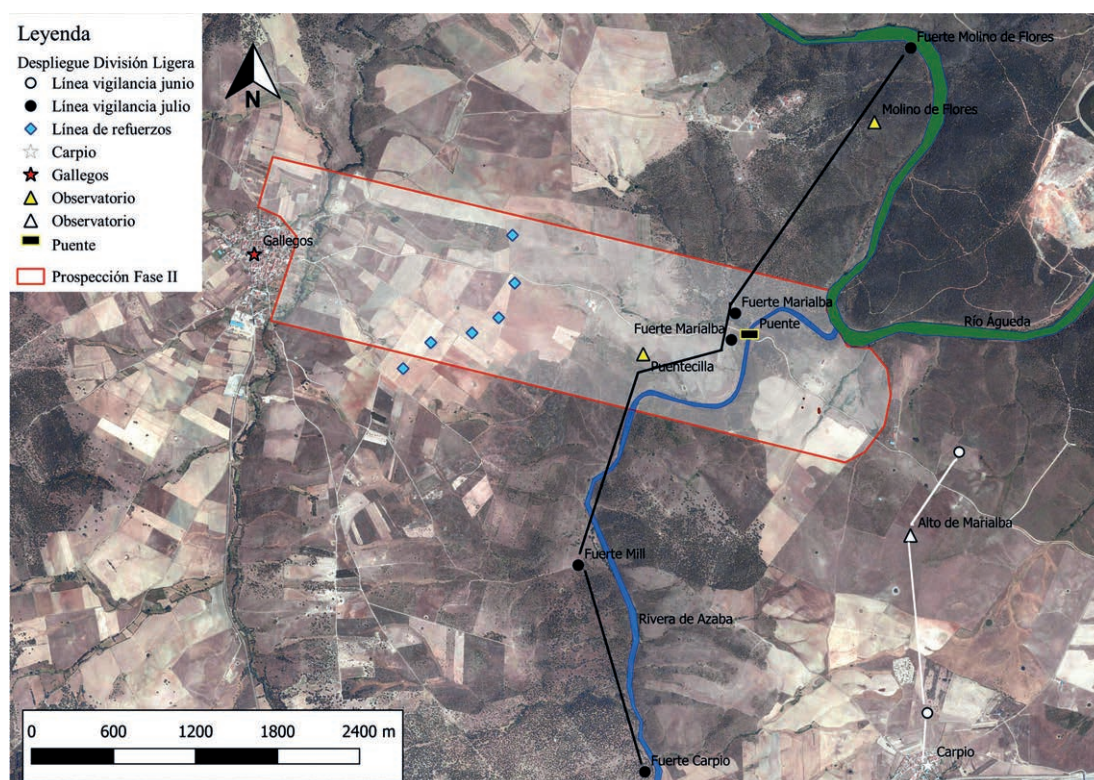 Leyenda
Despliegue División Ligera
Línea vigilancia junio
Línea vigilancia julio
Línea de refuerzos
Carpio
Gallegos
Observatorio
Observatorio
Puente
Prospección Fase II
N
Fuerte Molino de Flores
Molino de Flores
Gallegos
Fuerte Marialba
Puente
Río Águeda
Fuerte Marialba
Puentecilla
Alto de Marialba
Fuerte Mill
Rivera de Azaba
Carpio
Fuerte Carpio
0 600 1200 1800 2400 m